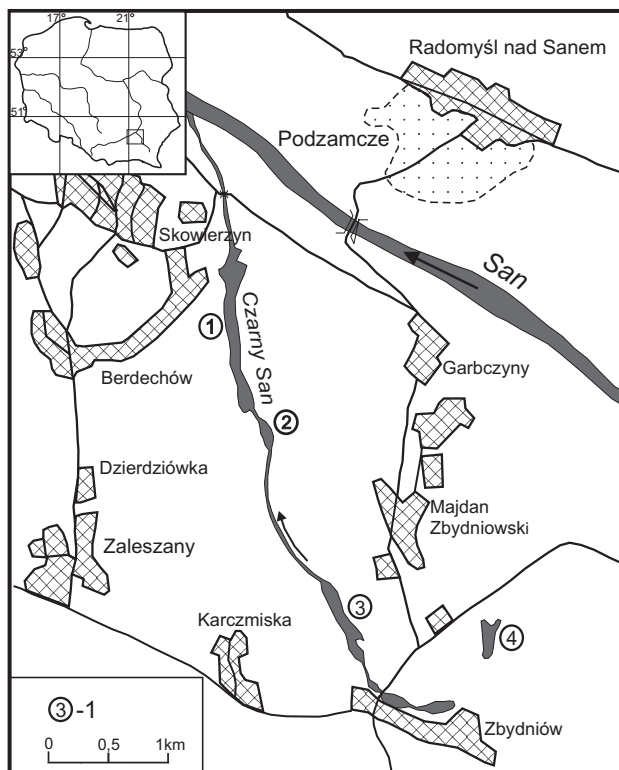 17°
21°
53°
51°
Radomyśl nad Sanem
Podzamcze
Skowierzyn
San
Czarny San
①
Berdechów
Garbczyny
②
Dzierdziówka
Majdan
Zbydniowski
Zaleszany
③
Karczmiska
④
③-1
0 0,5 1km
Zbydniów